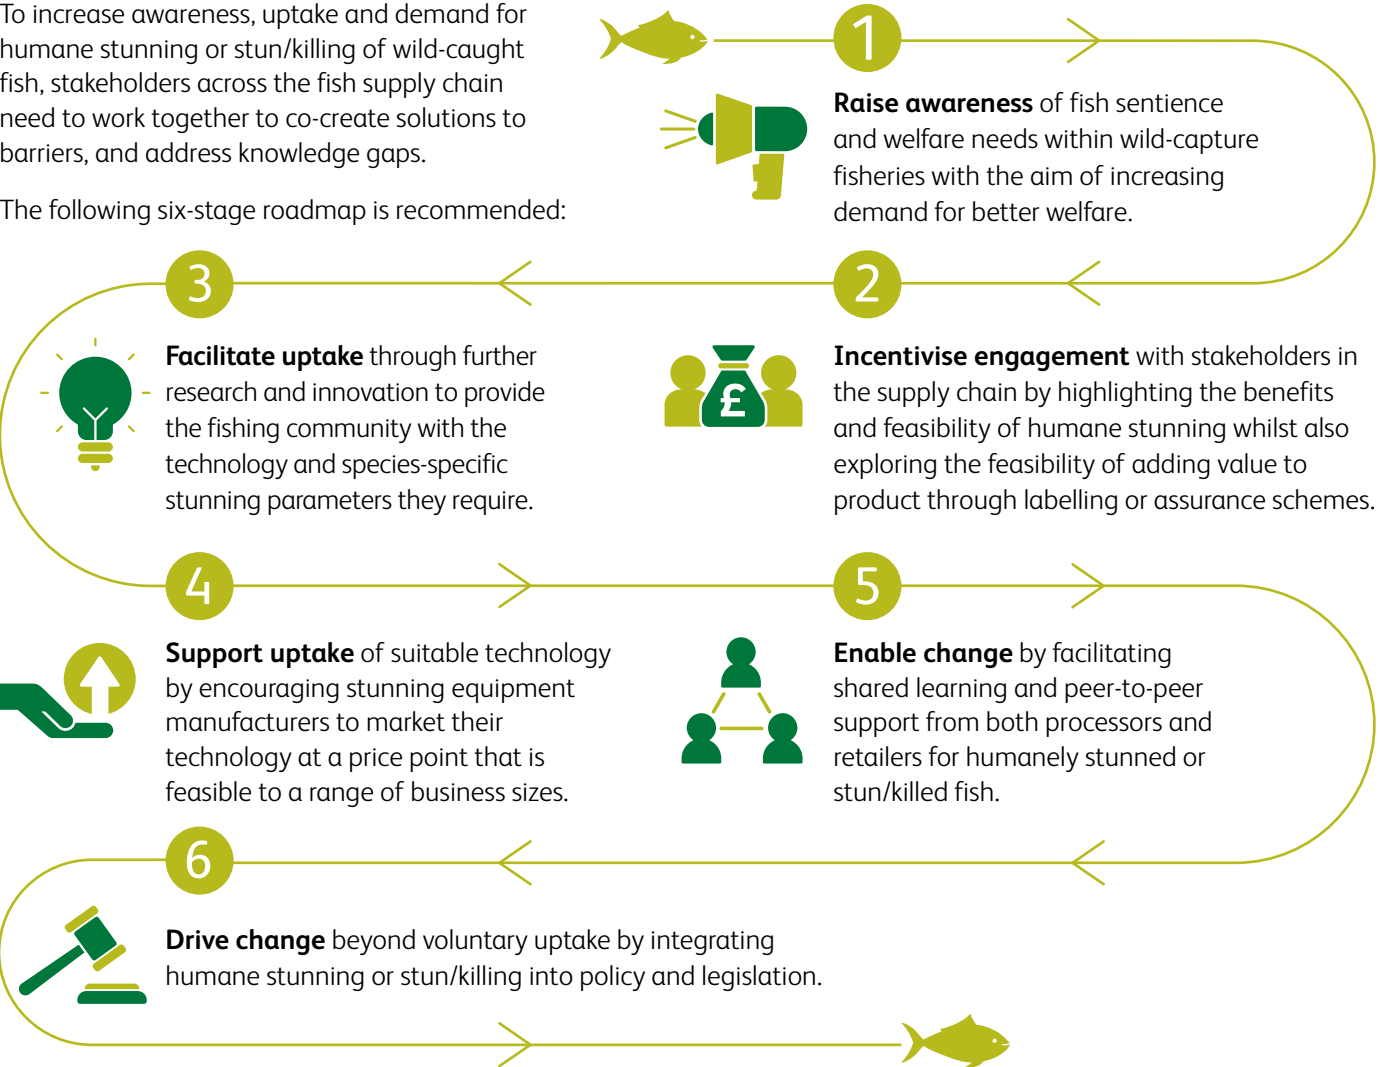 To increase awareness, uptake and demand for
humane stunning or stun/killing of wild-caught
fish, stakeholders across the fish supply chain
need to work together to co-create solutions to
barriers, and address knowledge gaps.
The following six-stage roadmap is recommended:
1
Raise awareness of fish sentience
and welfare needs within wild-capture
fisheries with the aim of increasing
demand for better welfare.
2
£
Incentivise engagement with stakeholders in
the supply chain by highlighting the benefits
and feasibility of humane stunning whilst also
exploring the feasibility of adding value to
product through labelling or assurance schemes.
3
Facilitate uptake through further
research and innovation to provide
the fishing community with the
technology and species-specific
stunning parameters they require.
4
Support uptake of suitable technology
by encouraging stunning equipment
manufacturers to market their
technology at a price point that is
feasible to a range of business sizes.
5
Enable change by facilitating
shared learning and peer-to-peer
support from both processors and
retailers for humanely stunned or
stun/killed fish.
6
Drive change beyond voluntary uptake by integrating
humane stunning or stun/killing into policy and legislation.